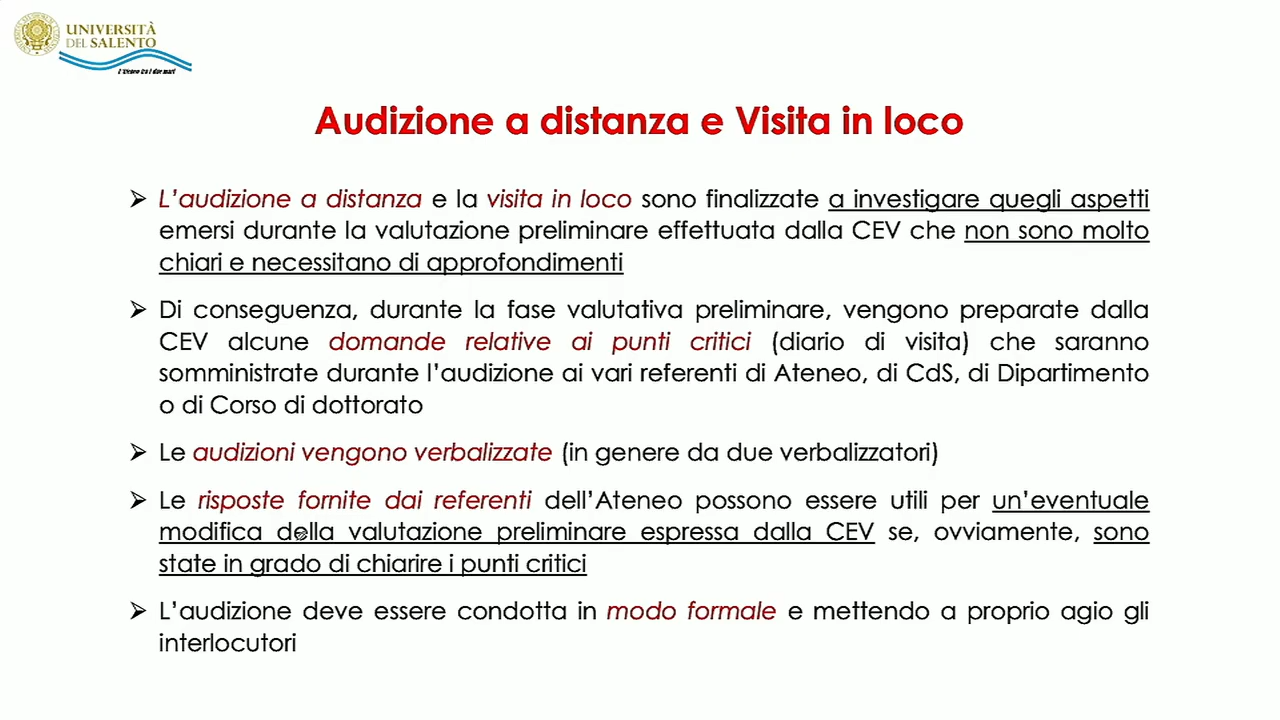 UNIVERSITÀ
DEL SALENTO
L'Ateneo tra i due mari
Audizione a distanza e Visita in loco
➢ L'audizione a distanza e la visita in loco sono finalizzate a investigare quegli aspetti
emersi durante la valutazione preliminare effettuata dalla CEV che non sono molto
chiari e necessitano di approfondimenti
➢ Di conseguenza, durante la fase valutativa preliminare, vengono preparate dalla
CEV alcune domande relative ai punti critici (diario di visita) che saranno
somministrate durante l'audizione ai vari referenti di Ateneo, di CdS, di Dipartimento
o di Corso di dottorato
➢ Le audizioni vengono verbalizzate (in genere da due verbalizzatori)
➢ Le risposte fornite dai referenti dell'Ateneo possono essere utili per un'eventuale
modifica della valutazione preliminare espressa dalla CEV se, ovviamente, sono
state in grado di chiarire i punti critici
➢ L'audizione deve essere condotta in modo formale e mettendo a proprio agio gli
interlocutori